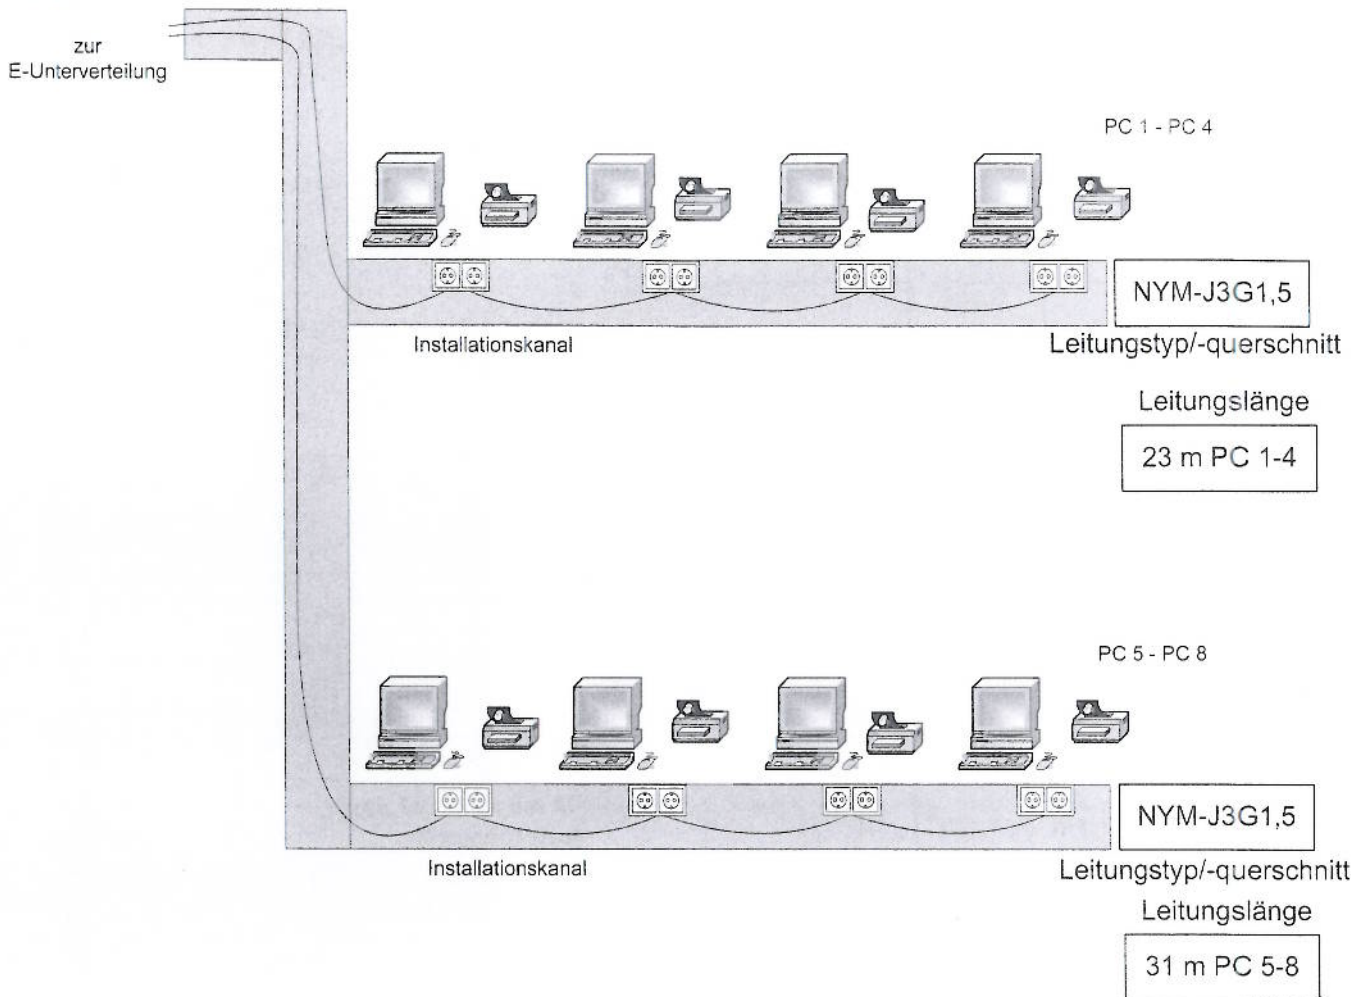 zur
E-Unterverteilung
PC 1 - PC 4
NYM-J3G1,5
Installationskanal
Leitungstyp/-querschnitt
Leitungslänge
23 m PC 1-4
PC 5 - PC 8
NYM-J3G1,5
Installationskanal
Leitungstyp/-querschnitt
Leitungslänge
31 m PC 5-8